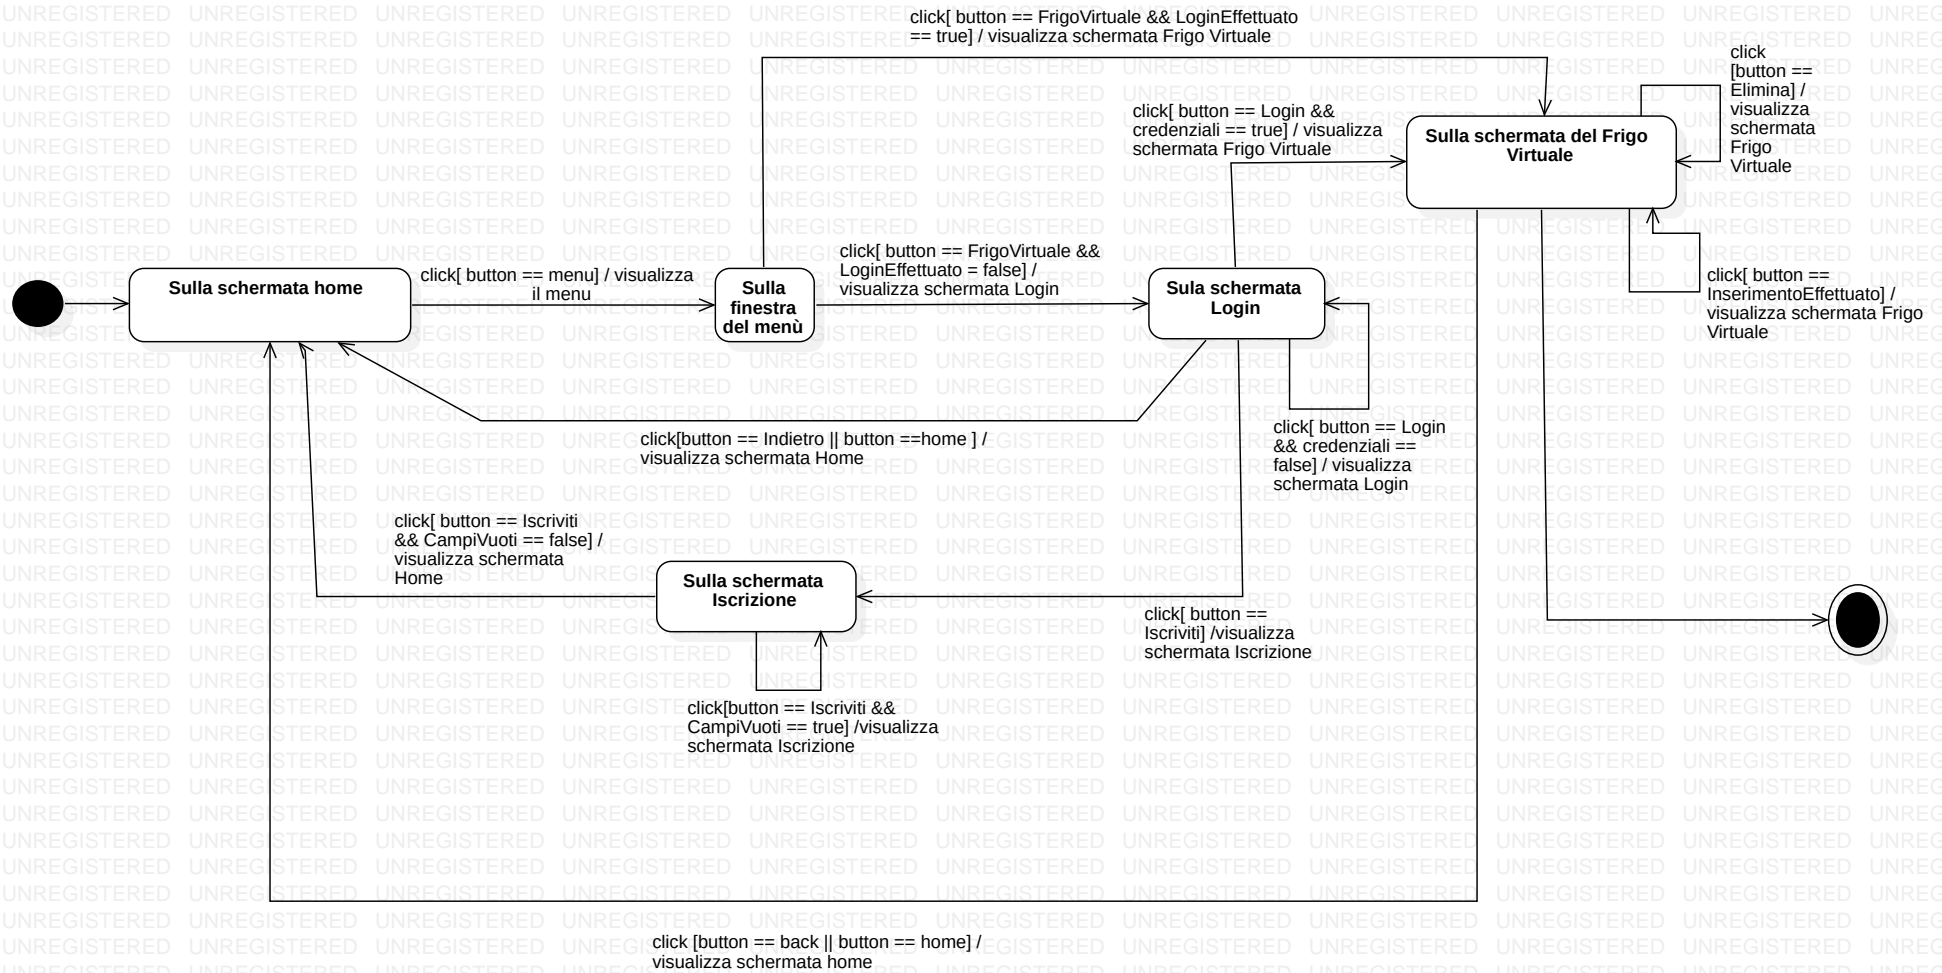 click[ button == FrigoVirtuale && LoginEffettuato
== true] / visualizza schermata Frigo Virtuale
click
[button ==
Elimina] /
visualizza
schermata
Frigo
Virtuale
click[ button == Login &&
credenziali == true] / visualizza
schermata Frigo Virtuale
Sulla schermata del Frigo
Virtuale
click[ button == FrigoVirtuale &&
LoginEffettuato = false] /
visualizza schermata Login
click[ button == menu] / visualizza
il menu
Sulla schermata home
Sulla
finestra
del menù
Sula schermata
Login
click[ button ==
InserimentoEffettuato] /
visualizza schermata Frigo
Virtuale
click[button == Indietro || button ==home ] /
visualizza schermata Home
click[ button == Login
&& credenziali ==
false] / visualizza
schermata Login
click[ button == Iscriviti
&& CampiVuoti == false] /
visualizza schermata
Home
Sulla schermata
Iscrizione
click[ button ==
Iscriviti] /visualizza
schermata Iscrizione
click[button == Iscriviti &&
CampiVuoti == true] /visualizza
schermata Iscrizione
click [button == back || button == home] /
visualizza schermata home
UNREGISTERED